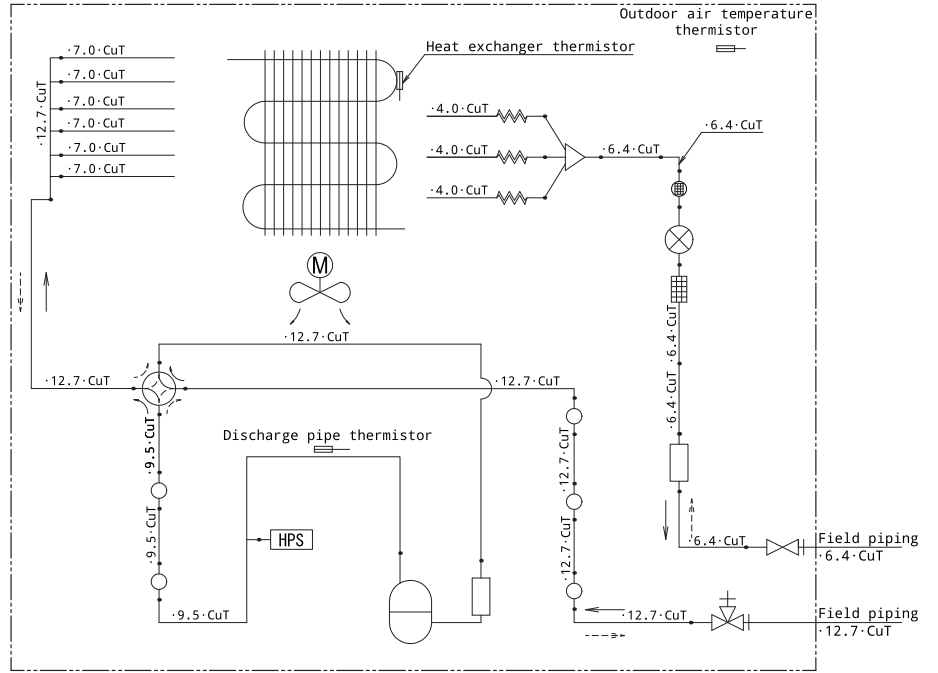 Outdoor air temperature
thermistor
Heat exchanger thermistor
·7.0·CuT
·7.0·CuT
·7.0·CuT
·7.0·CuT
·7.0·CuT
·7.0·CuT
·12.7·CuT
·4.0·CuT
·4.0·CuT
·4.0·CuT
·6.4·CuT
·6.4·CuT
M
·12.7·CuT
·6.4·CuT
·6.4·CuT
·12.7·CuT
·12.7·CuT
·9.5·CuT
Discharge pipe thermistor
·12.7·CuT
·9.5·CuT
HPS
·12.7·CuT
·6.4·CuT
Field piping
·6.4·CuT
·9.5·CuT
·12.7·CuT
Field piping
·12.7·CuT